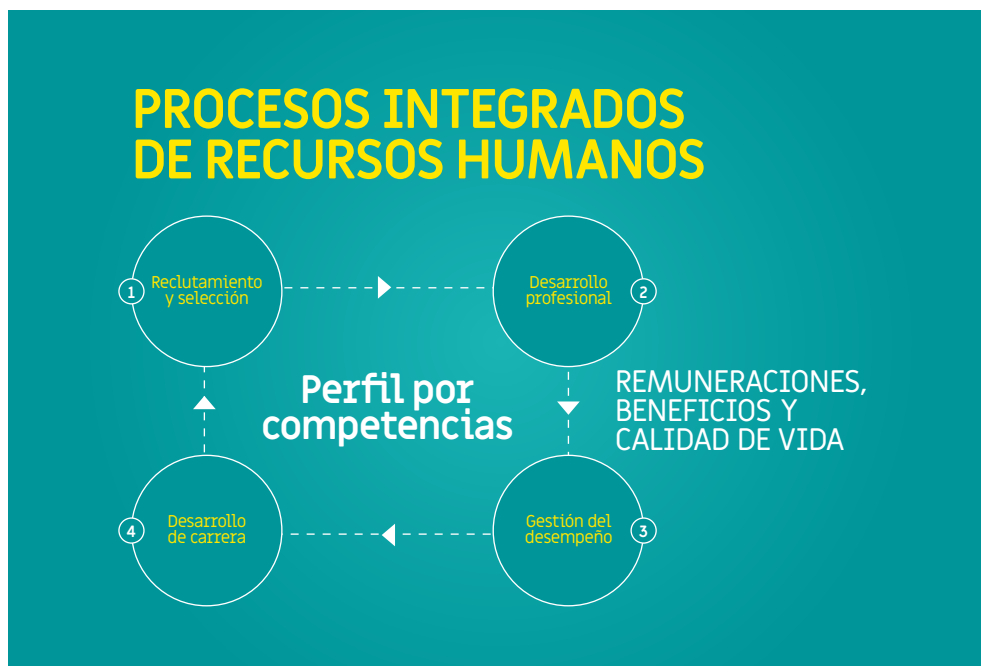 PROCESOS INTEGRADOS
DE RECURSOS HUMANOS
1
Reclutamiento
y selección
Desarrollo
profesional
2
Perfil por
competencias
REMUNERACIONES,
BENEFICIOS Y
CALIDAD DE VIDA
4
Desarrollo
de carrera
Gestión del
desempeño
3